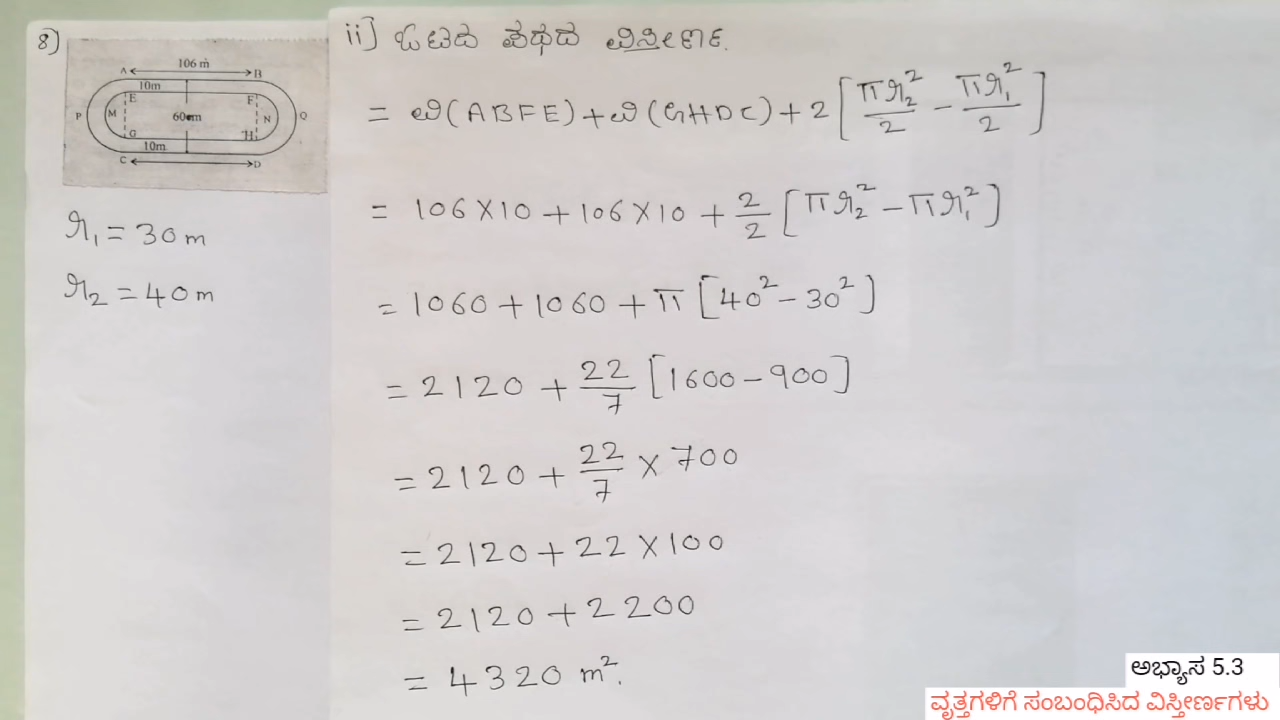 8)
106 m
A B
10m
E F
P M 60cm N Q
G H
10m
C D
r₁ = 30 m
r₂ = 40 m
ii] ಓಟದ ಪಥದ ವಿಸ್ತೀರ್ಣ.
= ವಿ(ABFE) + ವಿ(GHDC) + 2 [πr₂²/2 − πr₁²/2]
= 106 × 10 + 106 × 10 + 2/2 [πr₂² − πr₁²]
= 1060 + 1060 + π [40² − 30²]
= 2120 + 22/7 [1600 − 900]
= 2120 + 22/7 × 700
= 2120 + 22 × 100
= 2120 + 2200
= 4320 m².
ಅಭ್ಯಾಸ 5.3
ವೃತ್ತಗಳಿಗೆ ಸಂಬಂಧಿಸಿದ ವಿಸ್ತೀರ್ಣಗಳು